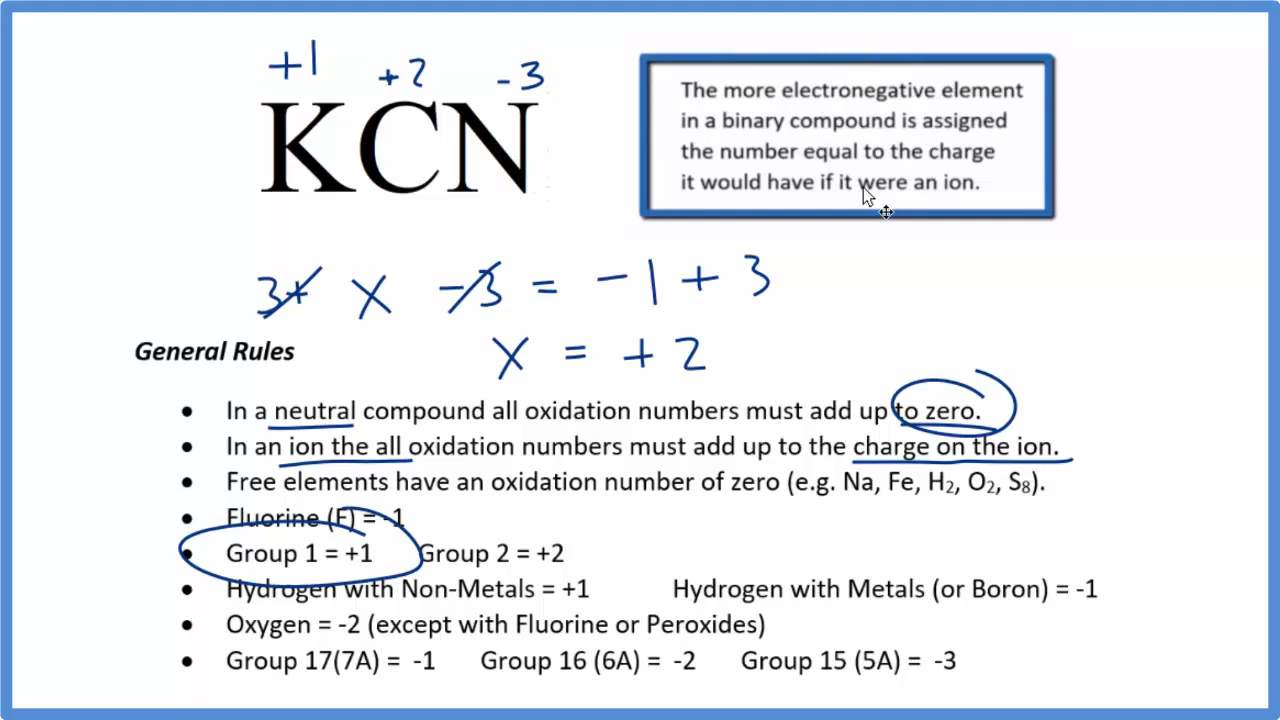 +1 +2 -3
KCN
The more electronegative element
in a binary compound is assigned
the number equal to the charge
it would have if it were an ion.
3+ X -3 = -1 + 3
X = +2
General Rules
• In a neutral compound all oxidation numbers must add up to zero.
• In an ion the all oxidation numbers must add up to the charge on the ion.
• Free elements have an oxidation number of zero (e.g. Na, Fe, H₂, O₂, S₈).
• Fluorine (F) = -1
• Group 1 = +1 Group 2 = +2
• Hydrogen with Non-Metals = +1 Hydrogen with Metals (or Boron) = -1
• Oxygen = -2 (except with Fluorine or Peroxides)
• Group 17(7A) = -1 Group 16 (6A) = -2 Group 15 (5A) = -3